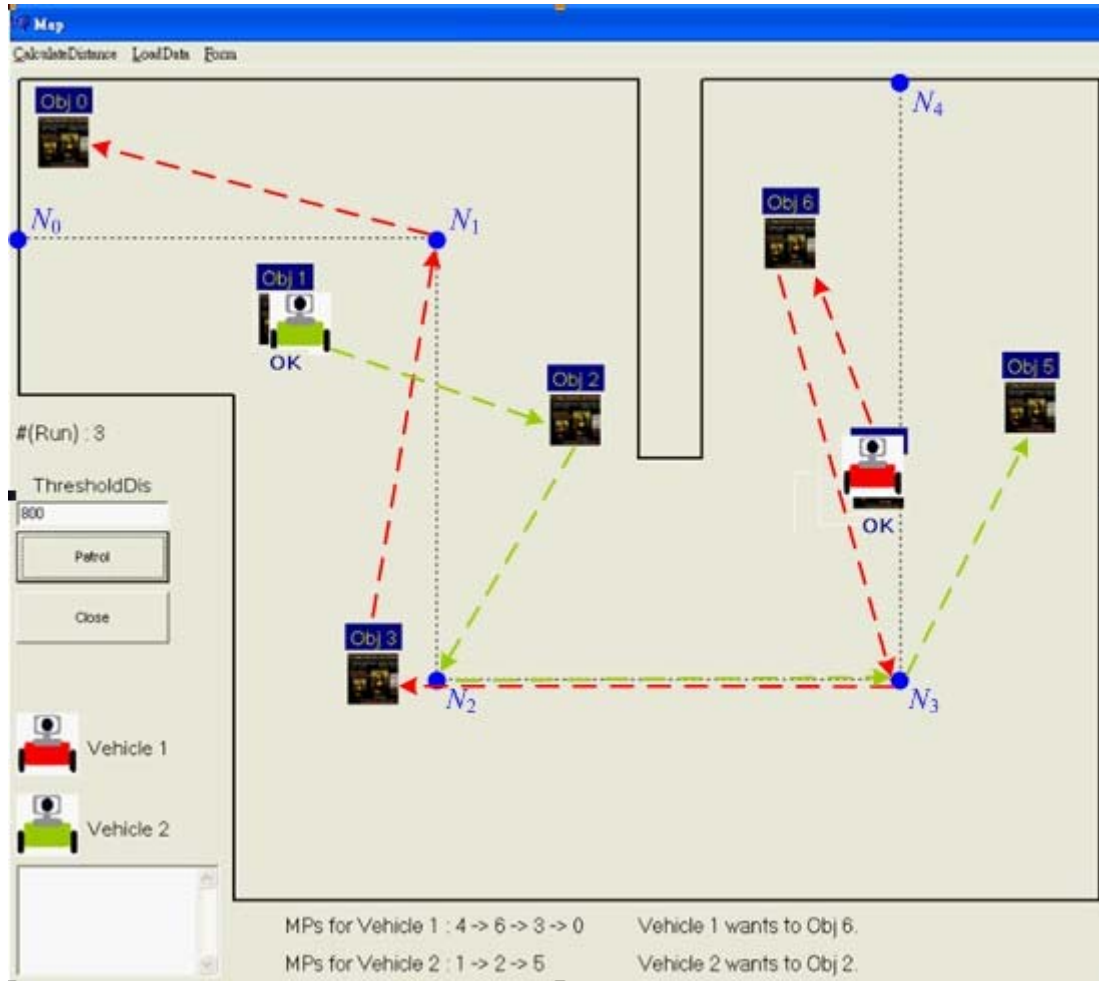 Map
CalculateDistance LoadData Form
Obj 0
N4
Obj 6
N0
N1
Obj 1
OK
Obj 2
Obj 5
#(Run) : 3
ThresholdDis
800
OK
Patrol
Close
Obj 3
N2
N3
Vehicle 1
Vehicle 2
MPs for Vehicle 1 : 4 -> 6 -> 3 -> 0 Vehicle 1 wants to Obj 6.
MPs for Vehicle 2 : 1 -> 2 -> 5 Vehicle 2 wants to Obj 2.